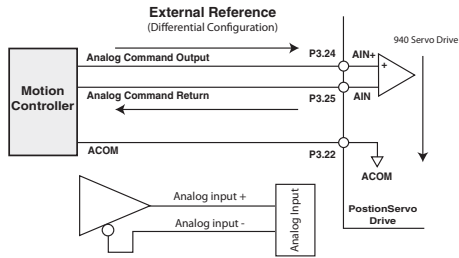 External Reference
(Differential Configuration)
940 Servo Drive
P3.24
AIN+
Analog Command Output
+
Motion
Controller
Analog Command Return
P3.25
AIN
ACOM
P3.22
ACOM
Analog input +
Analog input -
Analog Input
PostionServo
Drive